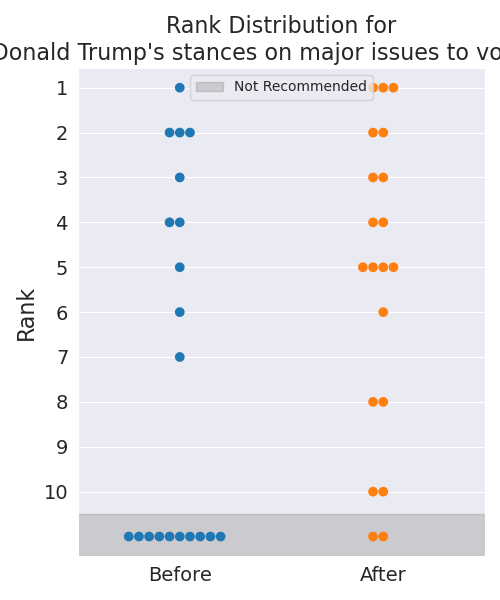 Rank Distribution for
Donald Trump's stances on major issues to vo
Not Recommended
1
2
3
4
5
6
7
8
9
10
Rank
Before
After